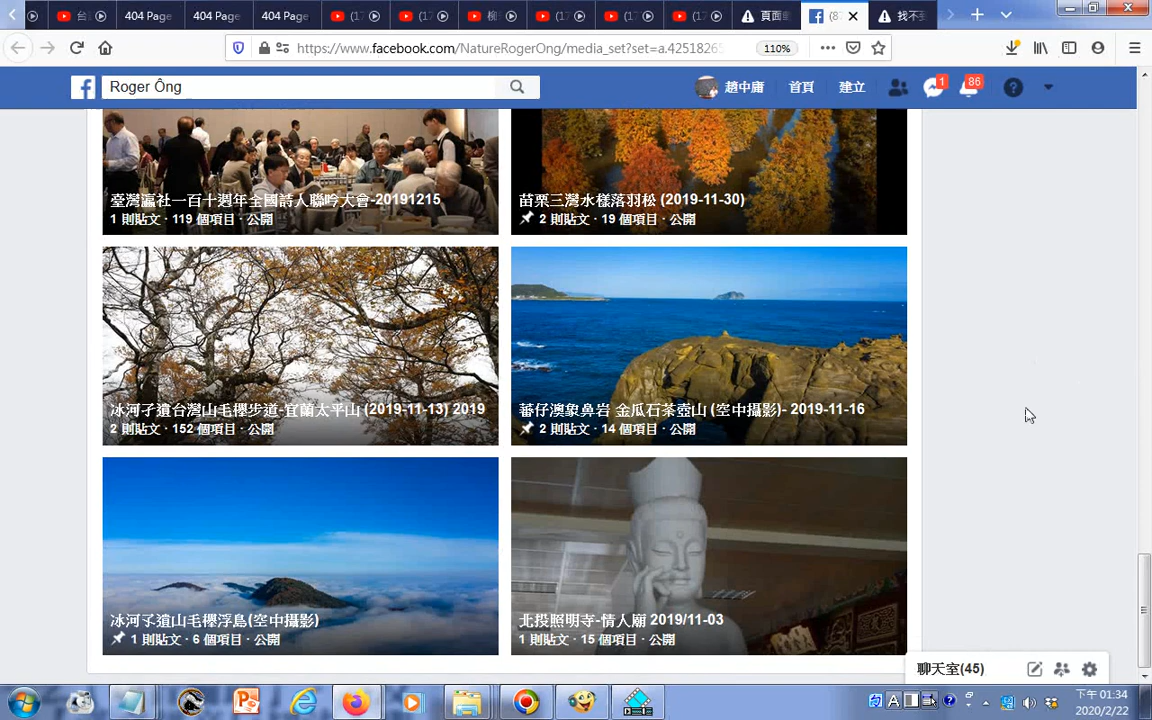 404 Page
404 Page
404 Page
https://www.facebook.com/NatureRogerOng/media_set?set=a.42518265
110%
Roger Ông
趙中庸
首頁
建立
1
86
臺灣瀛社一百十週年全國詩人聯吟大會-20191215
1 則貼文 · 119 個項目 · 公開
苗栗三灣水樣落羽松 (2019-11-30)
2 則貼文 · 19 個項目 · 公開
冰河孑遺台灣山毛櫸步道-宜蘭太平山 (2019-11-13) 2019
2 則貼文 · 152 個項目 · 公開
蕃仔澳象鼻岩 金瓜石茶壺山 (空中攝影)- 2019-11-16
2 則貼文 · 14 個項目 · 公開
冰河孑遺山毛櫸浮島(空中攝影)
1 則貼文 · 6 個項目 · 公開
北投照明寺-情人廟 2019/11-03
1 則貼文 · 15 個項目 · 公開
聊天室(45)
下午 01:34
2020/2/22